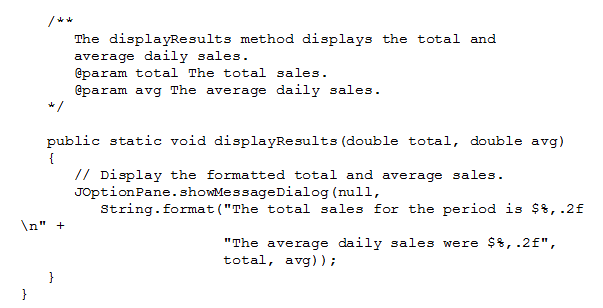 /**
The displayResults method displays the total and
average daily sales.
@param total The total sales.
@param avg The average daily sales.
*/
public static void displayResults(double total, double avg)
{
// Display the formatted total and average sales.
JOptionPane.showMessageDialog(null,
String.format("The total sales for the period is $%,.2f
\n" +
"The average daily sales were $%,.2f",
total, avg));
}
}